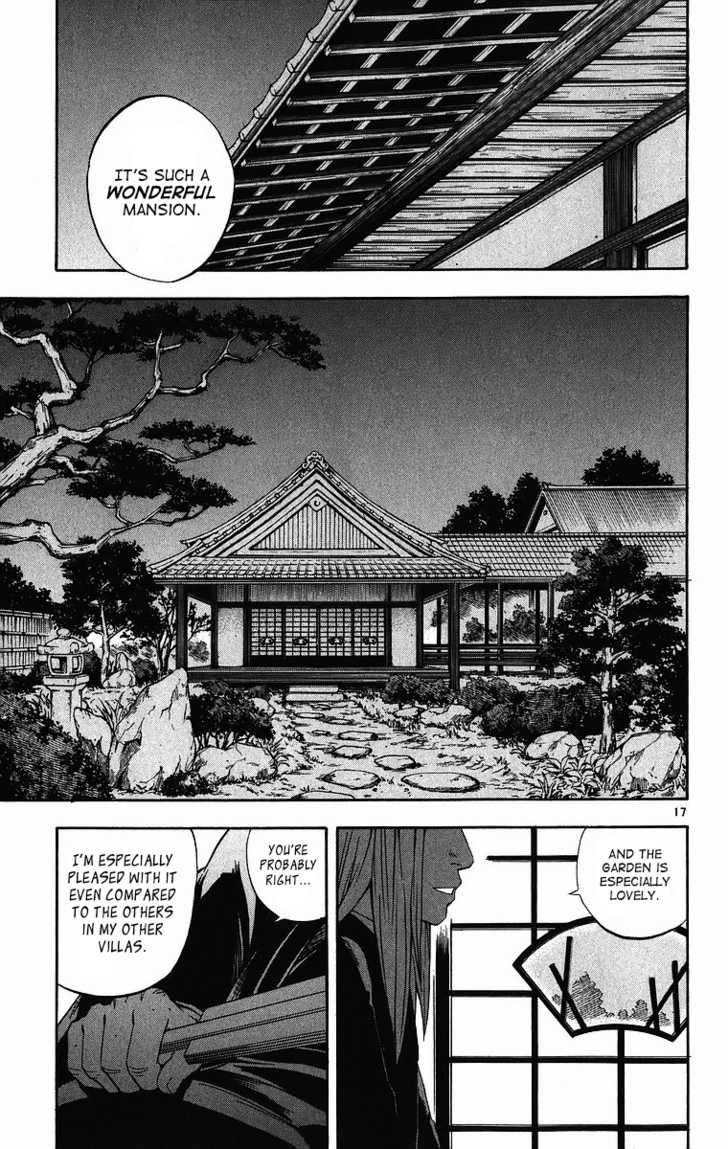 IT'S SUCH A
WONDERFUL
MANSION.
17
AND THE
GARDEN IS
ESPECIALLY
LOVELY.
YOU'RE
PROBABLY
RIGHT...
I'M ESPECIALLY
PLEASED WITH IT
EVEN COMPARED
TO THE OTHERS
IN MY OTHER
VILLAS.